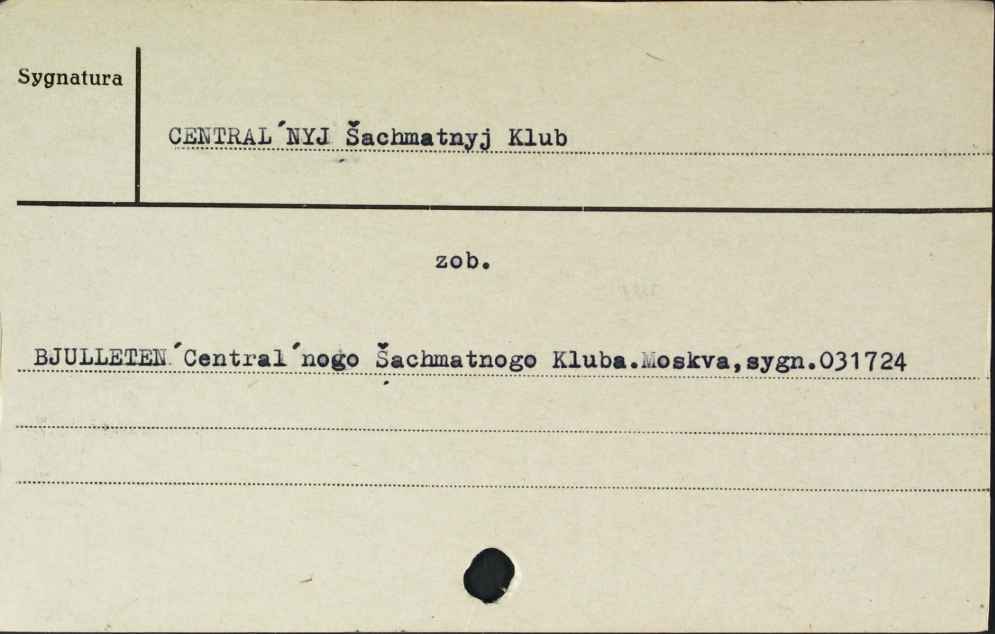 Sygnatura
CENTRAL´NYJ Šachmatnyj Klub
zob.
BJULLETEN´Central´nogo Šachmatnogo Kluba.Moskva,sygn.031724